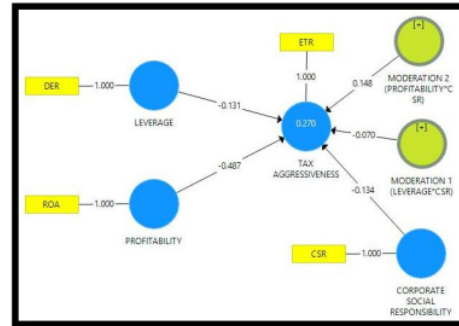 ETR
[+]
1.000
0.148
MODERATION 2
(PROFITABILITY*C
SR)
DER
1.000
-0.131
LEVERAGE
0.270
[+]
-0.070
TAX
AGGRESSIVENESS
-0.487
-0.134
MODERATION 1
(LEVERAGE*CSR)
ROA
1.000
PROFITABILITY
CSR
1.000
CORPORATE
SOCIAL
RESPONSIBILITY